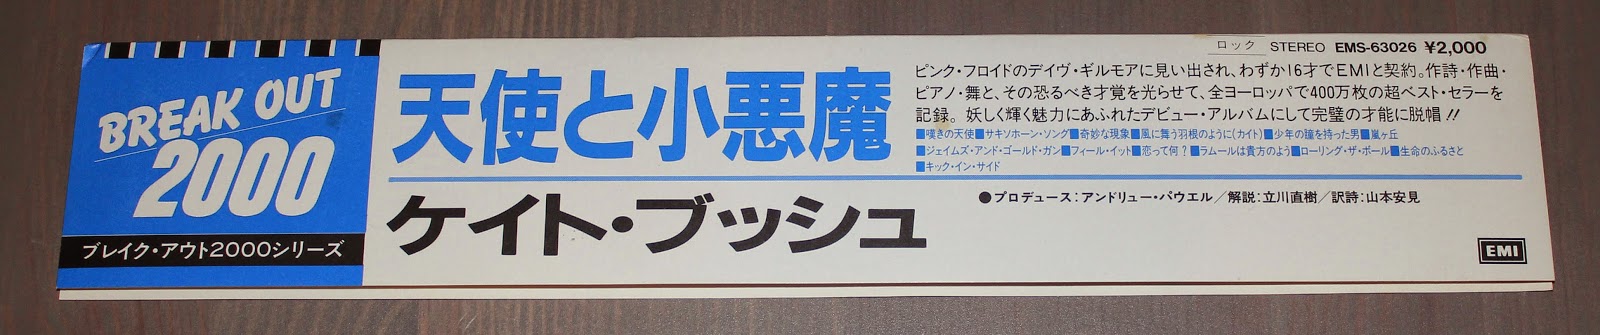 BREAK OUT
2000
ブレイク・アウト2000シリーズ
天使と小悪魔
ケイト・ブッシュ
ロック STEREO EMS-63026 ¥2,000
ピンク・フロイドのデイヴ・ギルモアに見い出され、わずか16才でEMIと契約。作詩・作曲・
ピアノ・舞と、その恐るべき才覚を光らせて、全ヨーロッパで400万枚の超ベスト・セラーを
記録。妖しく輝く魅力にあふれたデビュー・アルバムにして完璧の才能に脱帽!!
■嘆きの天使■サキソホーン・ソング■奇妙な現象■風に舞う羽根のように(カイト)■少年の瞳を持った男■嵐ヶ丘
■ジェイムズ・アンド・ゴールド・ガン■フィール・イット■恋って何?■ラムールは貴方のよう■ローリング・ザ・ボール■生命のふるさと
■キック・イン・サイド
●プロデュース:アンドリュー・パウエル/解説:立川直樹/訳詩:山本安見
EMI